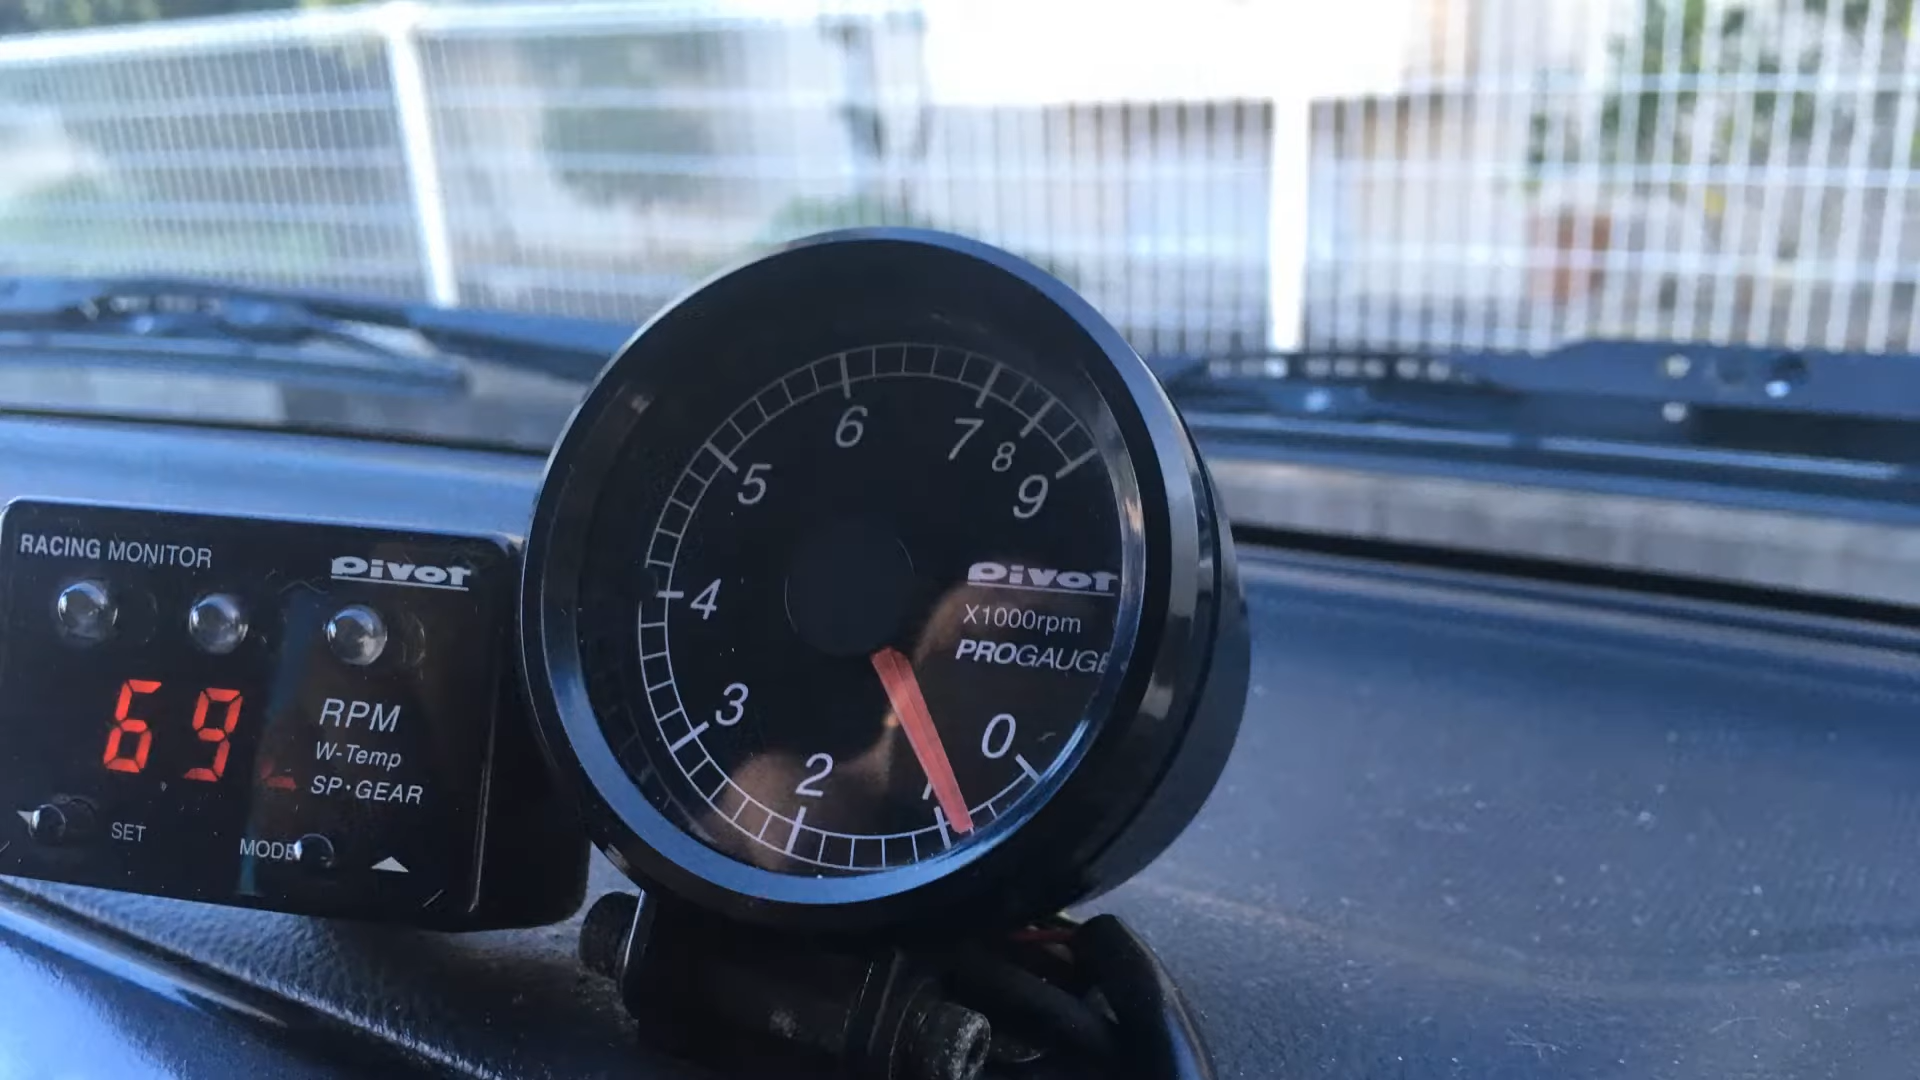 RACING MONITOR
pivot
69
RPM
W-Temp
SP·GEAR
SET
MODE
6
7
8
9
5
4
3
2
1
0
pivot
X1000rpm
PROGAUGE